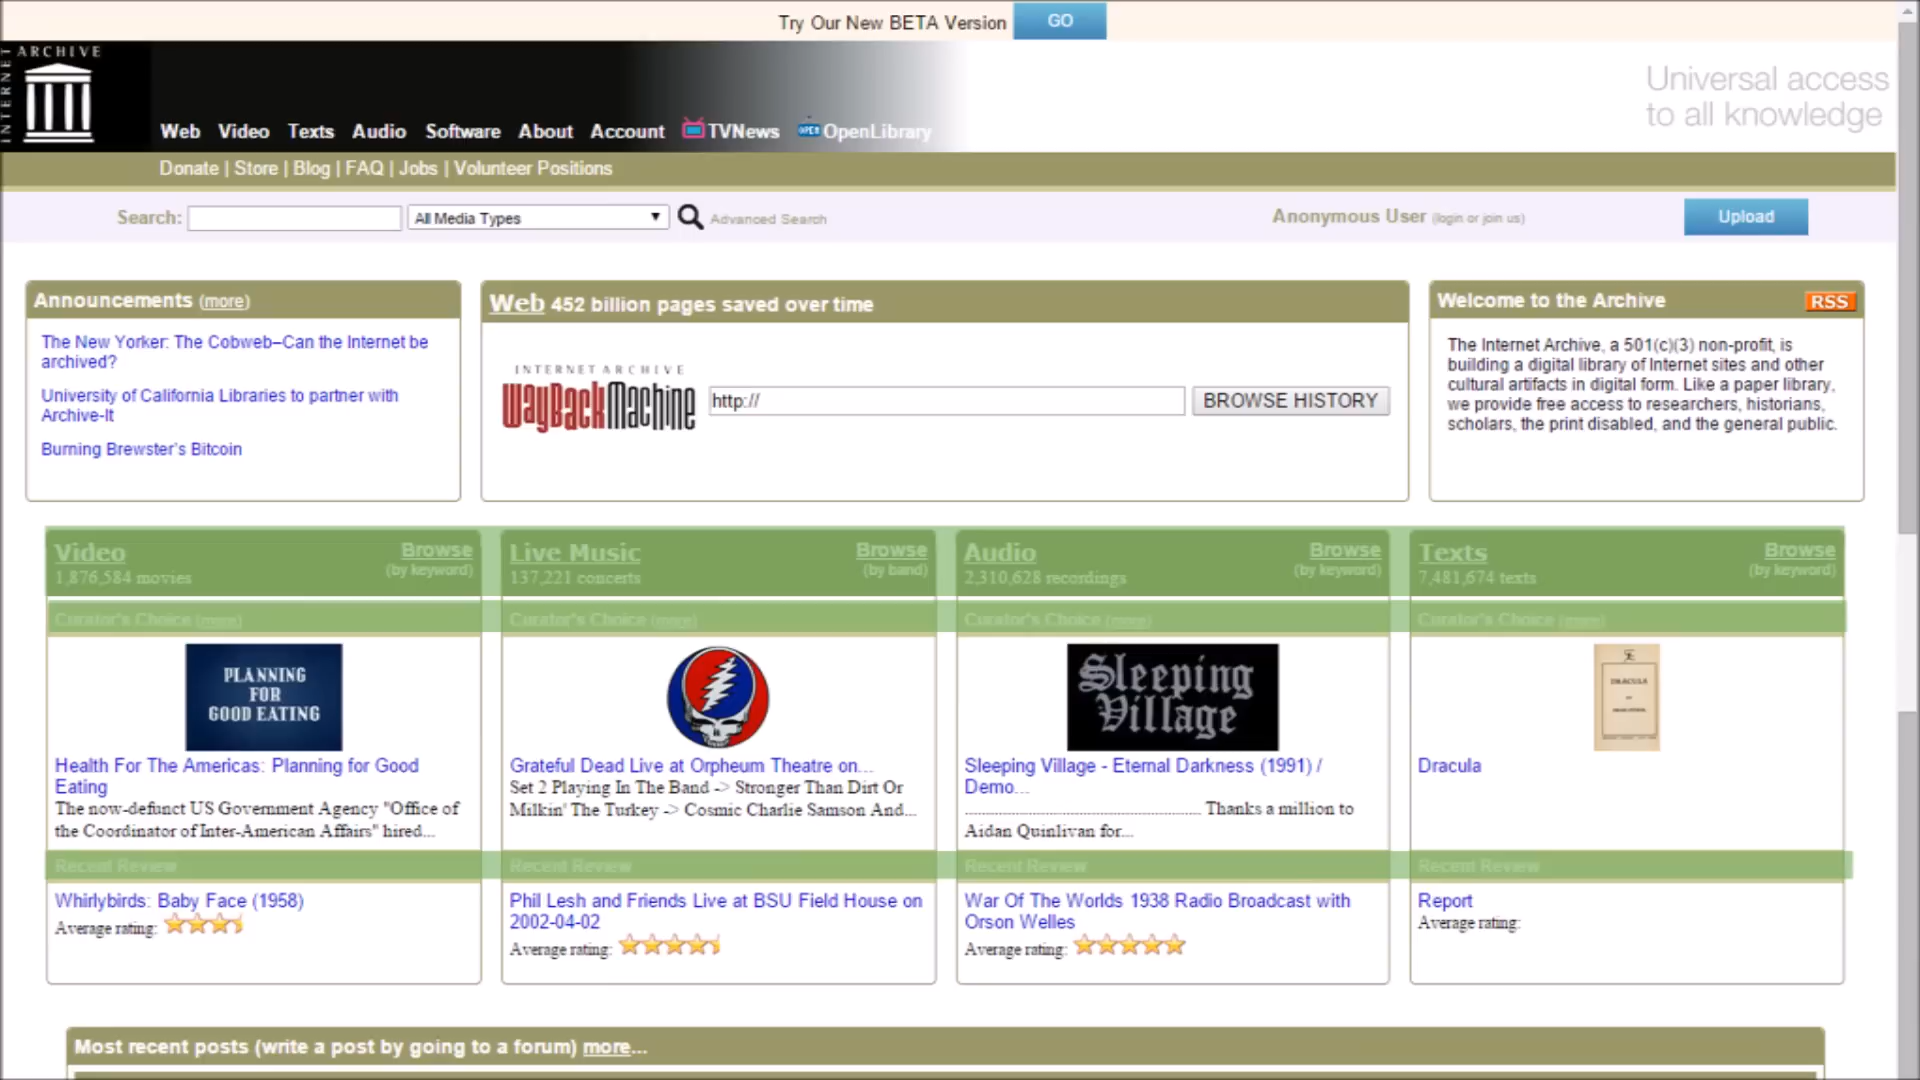 Try Our New BETA Version GO
INTERNET ARCHIVE
Universal access
to all knowledge
Web Video Texts Audio Software About Account TVNews OPEN OpenLibrary
Donate | Store | Blog | FAQ | Jobs | Volunteer Positions
Search: All Media Types Advanced Search Anonymous User (login or join us) Upload
Announcements (more)
The New Yorker: The Cobweb–Can the Internet be
archived?
University of California Libraries to partner with
Archive-It
Burning Brewster's Bitcoin
Web 452 billion pages saved over time
INTERNET ARCHIVE
WayBackMachine http:// BROWSE HISTORY
Welcome to the Archive RSS
The Internet Archive, a 501(c)(3) non-profit, is
building a digital library of Internet sites and other
cultural artifacts in digital form. Like a paper library,
we provide free access to researchers, historians,
scholars, the print disabled, and the general public.
Video Browse
1,876,584 movies (by keyword)
Curator's Choice (more)
PLANNING
FOR
GOOD EATING
Health For The Americas: Planning for Good
Eating
The now-defunct US Government Agency "Office of
the Coordinator of Inter-American Affairs" hired...
Recent Review
Whirlybirds: Baby Face (1958)
Average rating:
Live Music Browse
137,221 concerts (by band)
Curator's Choice (more)
Grateful Dead Live at Orpheum Theatre on...
Set 2 Playing In The Band -> Stronger Than Dirt Or
Milkin' The Turkey -> Cosmic Charlie Samson And...
Recent Review
Phil Lesh and Friends Live at BSU Field House on
2002-04-02
Average rating:
Audio Browse
2,310,628 recordings (by keyword)
Curator's Choice (more)
Sleeping
Village
Sleeping Village - Eternal Darkness (1991) /
Demo...
.................................................... Thanks a million to
Aidan Quinlivan for...
Recent Review
War Of The Worlds 1938 Radio Broadcast with
Orson Welles
Average rating:
Texts Browse
7,481,674 texts (by keyword)
Curator's Choice (more)
DRACULA
Dracula
Recent Review
Report
Average rating:
Most recent posts (write a post by going to a forum) more...